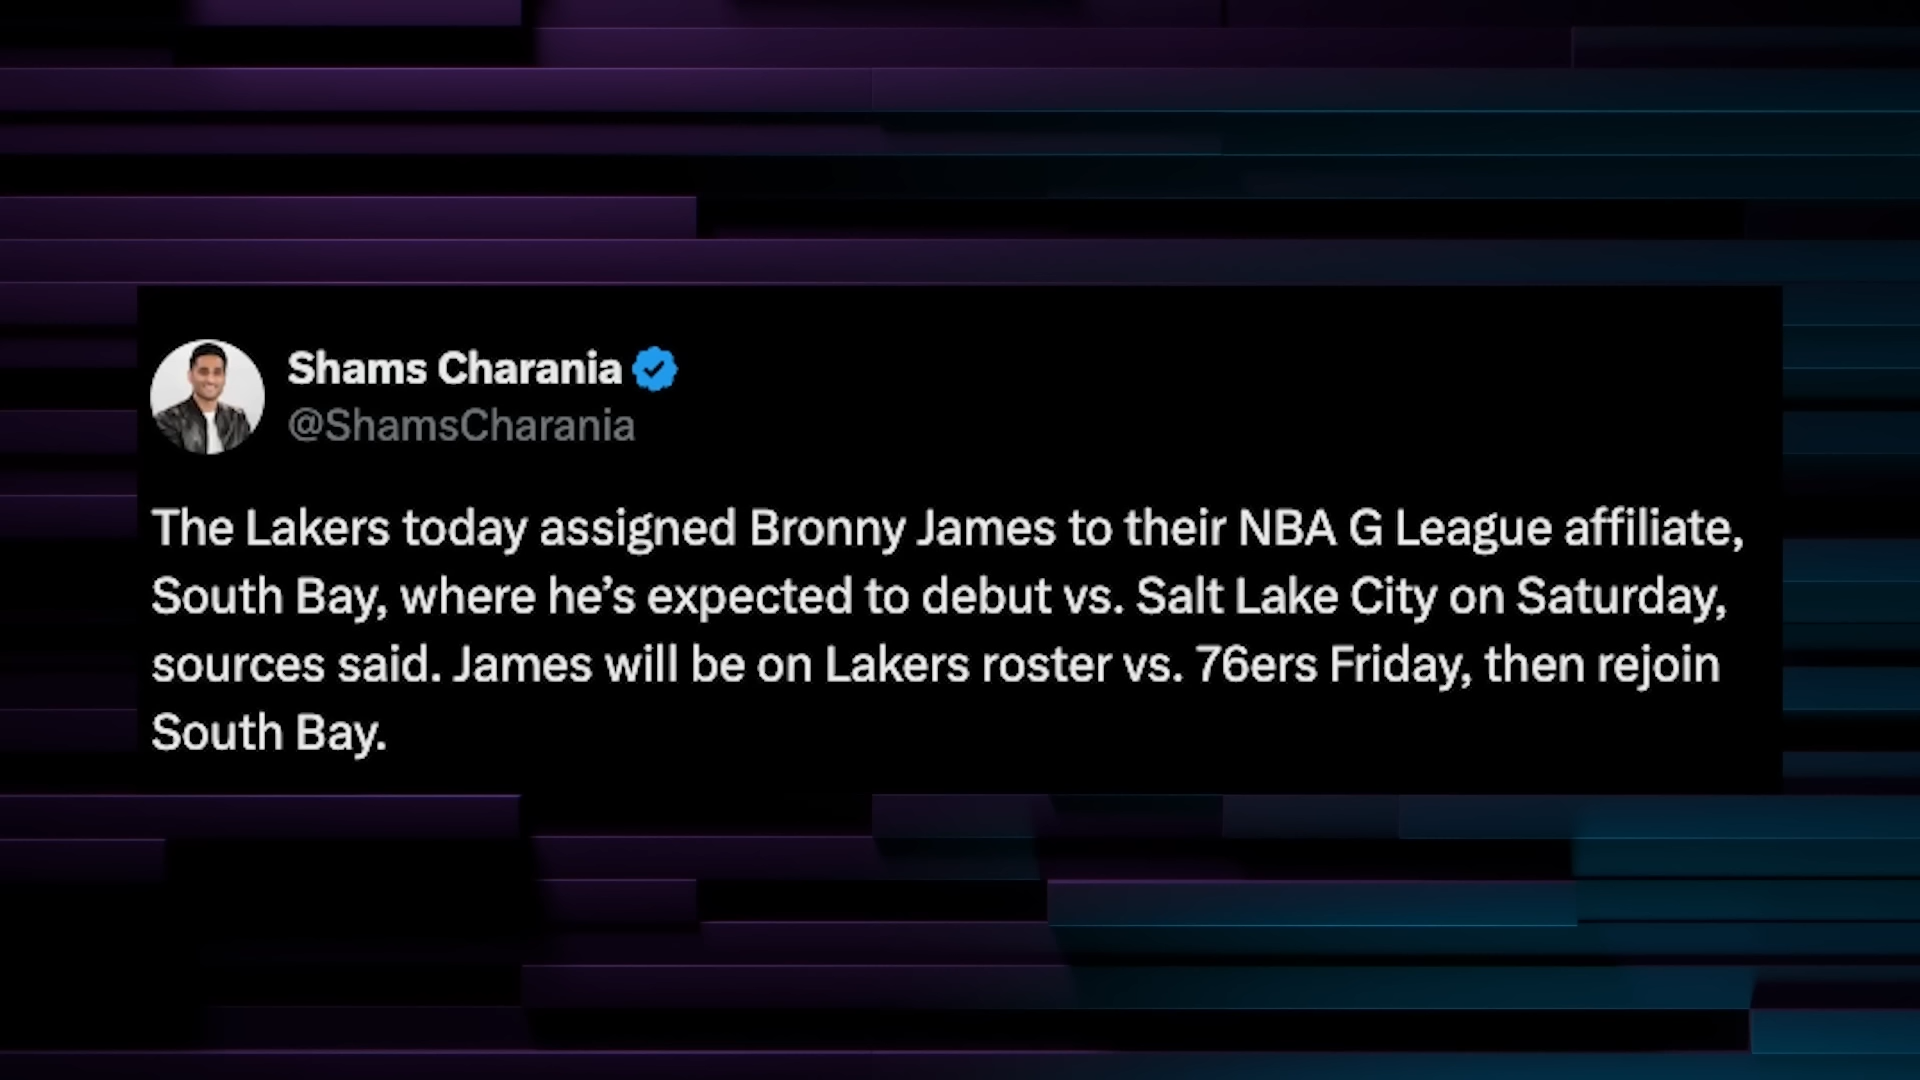 Shams Charania
@ShamsCharania
The Lakers today assigned Bronny James to their NBA G League affiliate,
South Bay, where he’s expected to debut vs. Salt Lake City on Saturday,
sources said. James will be on Lakers roster vs. 76ers Friday, then rejoin
South Bay.